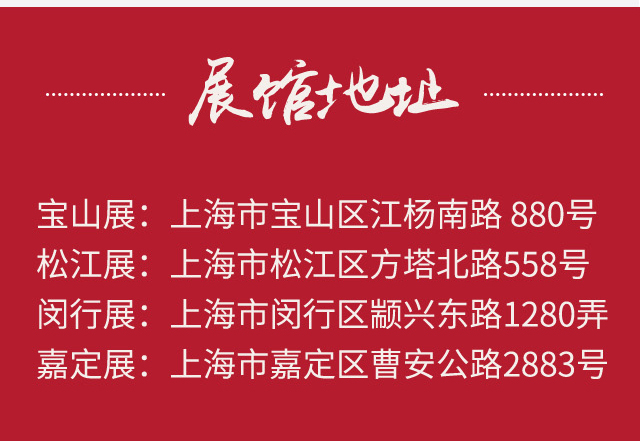 展馆地址
宝山展：上海市宝山区江杨南路 880号
松江展：上海市松江区方塔北路558号
闵行展：上海市闵行区颛兴东路1280弄
嘉定展：上海市嘉定区曹安公路2883号